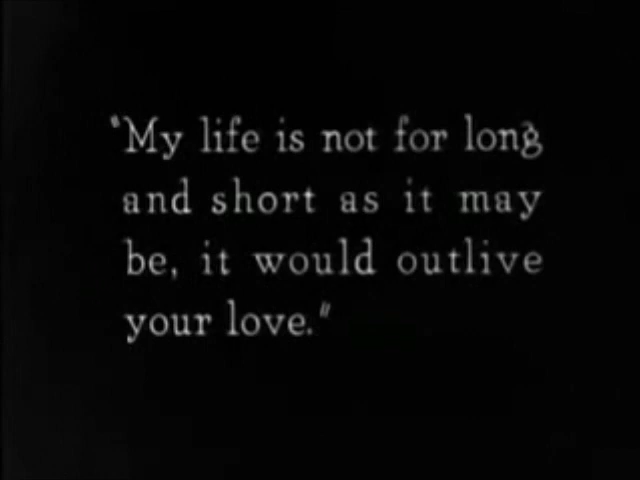 "My life is not for long
and short as it may
be, it would outlive
your love."